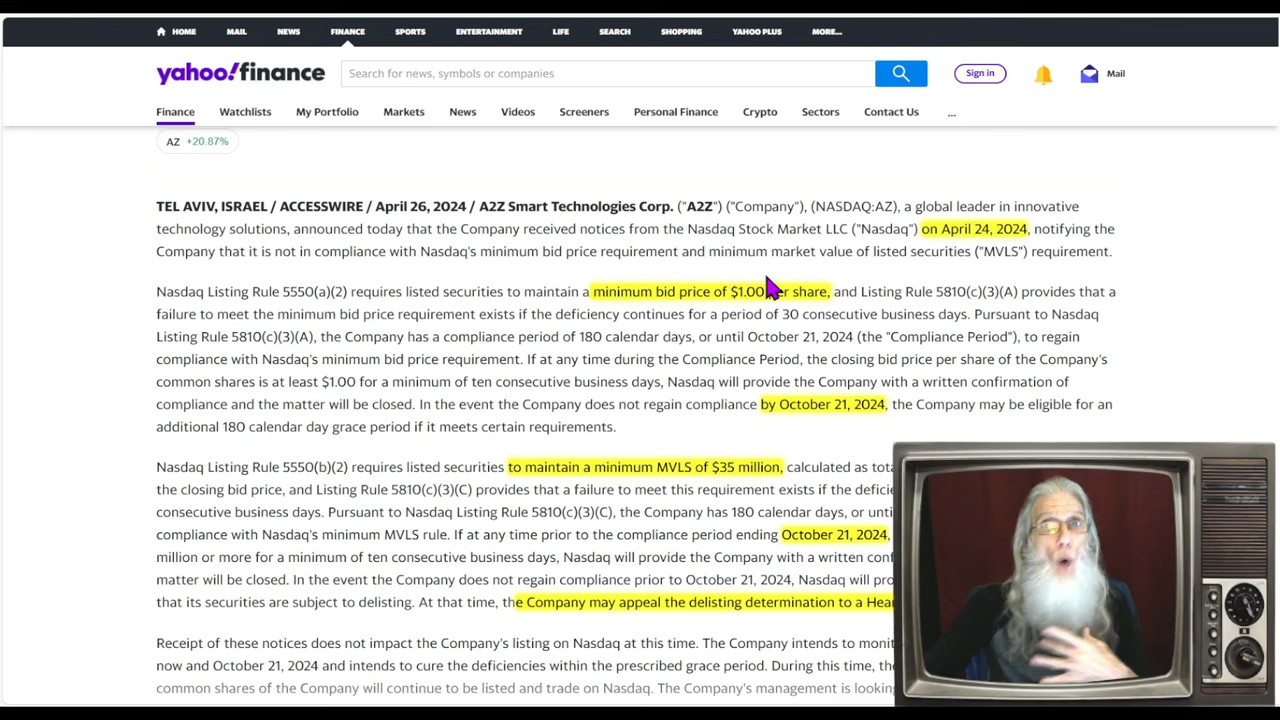 HOME MAIL NEWS FINANCE SPORTS ENTERTAINMENT LIFE SEARCH SHOPPING YAHOO PLUS MORE...
yahoo!finance Search for news, symbols or companies Sign in Mail
Finance Watchlists My Portfolio Markets News Videos Screeners Personal Finance Crypto Sectors Contact Us ...
AZ +20.87%
TEL AVIV, ISRAEL / ACCESSWIRE / April 26, 2024 / A2Z Smart Technologies Corp. ("A2Z") ("Company"), (NASDAQ:AZ), a global leader in innovative
technology solutions, announced today that the Company received notices from the Nasdaq Stock Market LLC ("Nasdaq") on April 24, 2024, notifying the
Company that it is not in compliance with Nasdaq's minimum bid price requirement and minimum market value of listed securities ("MVLS") requirement.
Nasdaq Listing Rule 5550(a)(2) requires listed securities to maintain a minimum bid price of $1.00 per share, and Listing Rule 5810(c)(3)(A) provides that a
failure to meet the minimum bid price requirement exists if the deficiency continues for a period of 30 consecutive business days. Pursuant to Nasdaq
Listing Rule 5810(c)(3)(A), the Company has a compliance period of 180 calendar days, or until October 21, 2024 (the "Compliance Period"), to regain
compliance with Nasdaq's minimum bid price requirement. If at any time during the Compliance Period, the closing bid price per share of the Company's
common shares is at least $1.00 for a minimum of ten consecutive business days, Nasdaq will provide the Company with a written confirmation of
compliance and the matter will be closed. In the event the Company does not regain compliance by October 21, 2024, the Company may be eligible for an
additional 180 calendar day grace period if it meets certain requirements.
Nasdaq Listing Rule 5550(b)(2) requires listed securities to maintain a minimum MVLS of $35 million, calculated as
the closing bid price, and Listing Rule 5810(c)(3)(C) provides that a failure to meet this requirement exists if the
consecutive business days. Pursuant to Nasdaq Listing Rule 5810(c)(3)(C), the Company has 180 calendar days, or
compliance with Nasdaq's minimum MVLS rule. If at any time prior to the compliance period ending October 21, 2024,
million or more for a minimum of ten consecutive business days, Nasdaq will provide the Company with a written
matter will be closed. In the event the Company does not regain compliance prior to October 21, 2024, Nasdaq will
that its securities are subject to delisting. At that time, the Company may appeal the delisting determination to a
Receipt of these notices does not impact the Company's listing on Nasdaq at this time. The Company intends to
now and October 21, 2024 and intends to cure the deficiencies within the prescribed grace period. During this time,
common shares of the Company will continue to be listed and trade on Nasdaq. The Company's management is